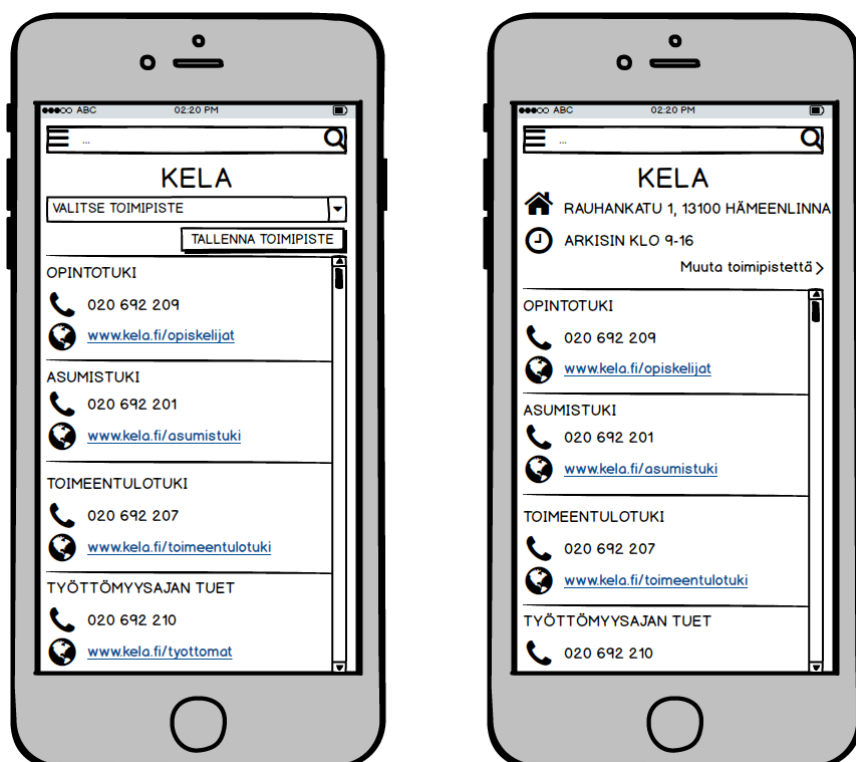 ABC 02:20 PM
...
KELA
VALITSE TOIMIPISTE
TALLENNA TOIMIPISTE
OPINTOTUKI
020 692 209
www.kela.fi/opiskelijat
ASUMISTUKI
020 692 201
www.kela.fi/asumistuki
TOIMEENTULOTUKI
020 692 207
www.kela.fi/toimeentulotuki
TYÖTTÖMYYSAJAN TUET
020 692 210
www.kela.fi/tyottomat
ABC 02:20 PM
...
KELA
RAUHANKATU 1, 13100 HÄMEENLINNA
ARKISIN KLO 9-16
Muuta toimipistettä >
OPINTOTUKI
020 692 209
www.kela.fi/opiskelijat
ASUMISTUKI
020 692 201
www.kela.fi/asumistuki
TOIMEENTULOTUKI
020 692 207
www.kela.fi/toimeentulotuki
TYÖTTÖMYYSAJAN TUET
020 692 210